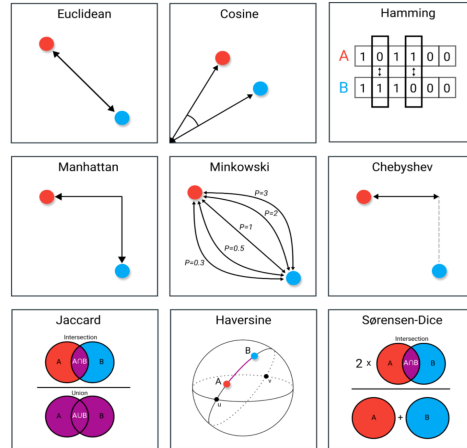 Euclidean
Cosine
Hamming
A 1 0 1 1 0 0
B 1 1 1 0 0 0
Manhattan
Minkowski
P=3
P=2
P=1
P=0.5
P=0.3
Chebyshev
Jaccard
Intersection
A A∩B B
Union
A A∪B B
Haversine
B
A
v
u
Sørensen-Dice
Intersection
2 x A A∩B B
A + B